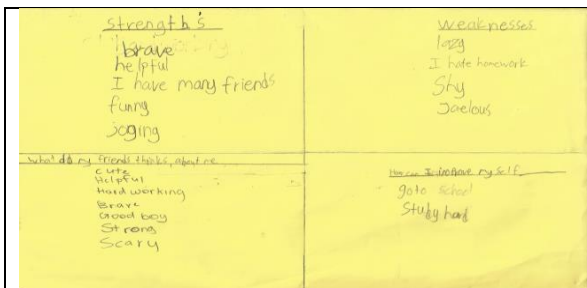 strength's
brave
helpful
I have many friends
funny
joging
weaknesses
lazy
I hate homework
Shy
Jaelous
What do my friends thinks about me
cute
Helpful
Hard working
Brave
Good boy
Strong
Scary
How can I improve my self
go to school
Study hard